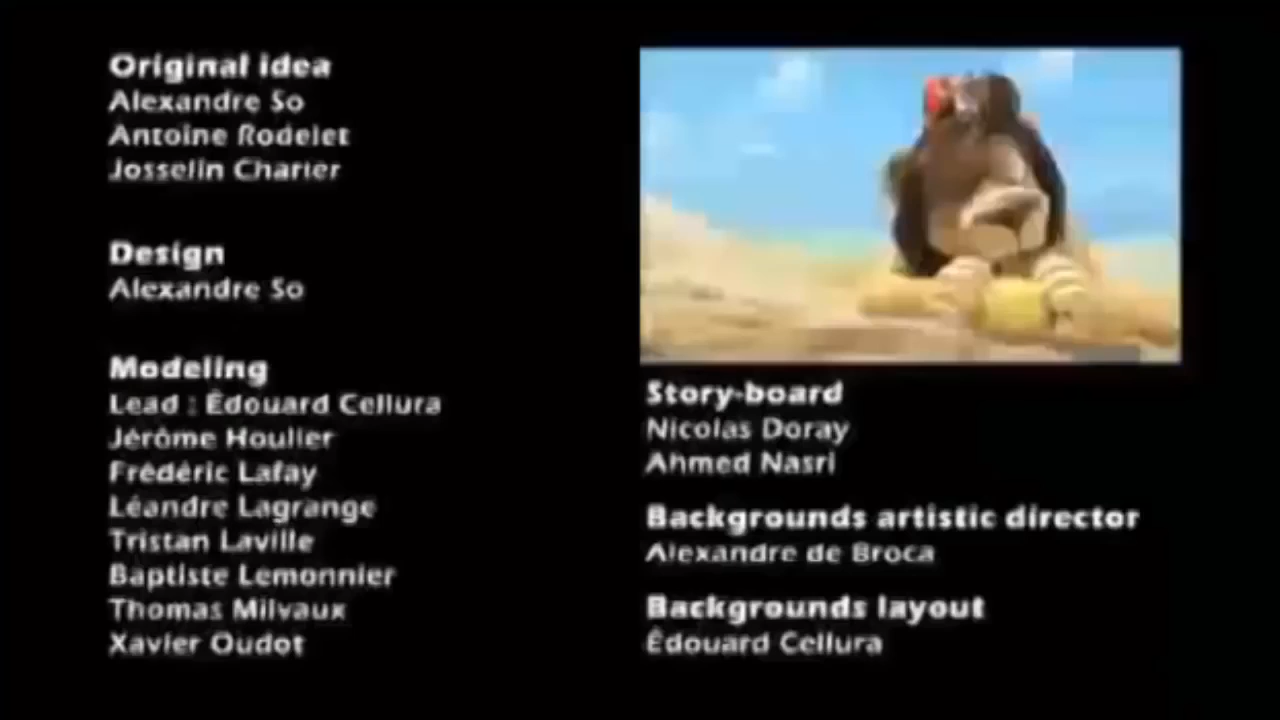 Original idea
Alexandre So
Antoine Rodelet
Josselin Charier
Design
Alexandre So
Modeling
Lead : Édouard Cellura
Jérôme Houlier
Frédéric Lafay
Léandre Lagrange
Tristan Laville
Baptiste Lemonnier
Thomas Milvaux
Xavier Oudot
Story-board
Nicolas Doray
Ahmed Nasri
Backgrounds artistic director
Alexandre de Broca
Backgrounds layout
Édouard Cellura